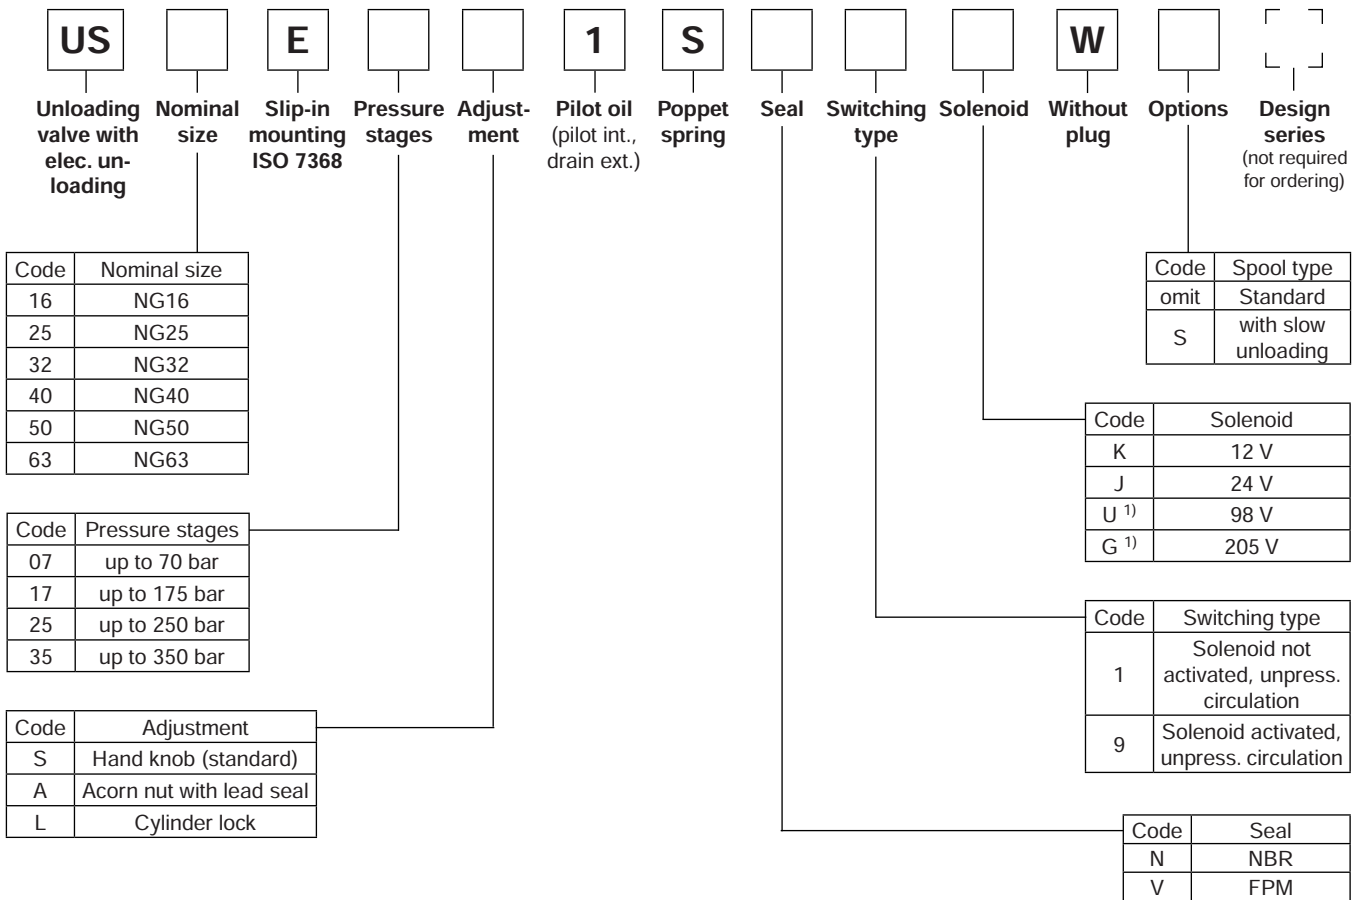 US E 1 S W
Unloading valve with elec. un- loading
Nominal size
Slip-in mounting ISO 7368
Pressure stages
Adjust- ment
Pilot oil (pilot int., drain ext.)
Poppet spring
Seal
Switching type
Solenoid
Without plug
Options
Design series (not required for ordering)
Code Nominal size
16 NG16
25 NG25
32 NG32
40 NG40
50 NG50
63 NG63
Code Pressure stages
07 up to 70 bar
17 up to 175 bar
25 up to 250 bar
35 up to 350 bar
Code Adjustment
S Hand knob (standard)
A Acorn nut with lead seal
L Cylinder lock
Code Spool type
omit Standard
S with slow unloading
Code Solenoid
K 12 V
J 24 V
U 1) 98 V
G 1) 205 V
Code Switching type
1 Solenoid not activated, unpress. circulation
9 Solenoid activated, unpress. circulation
Code Seal
N NBR
V FPM